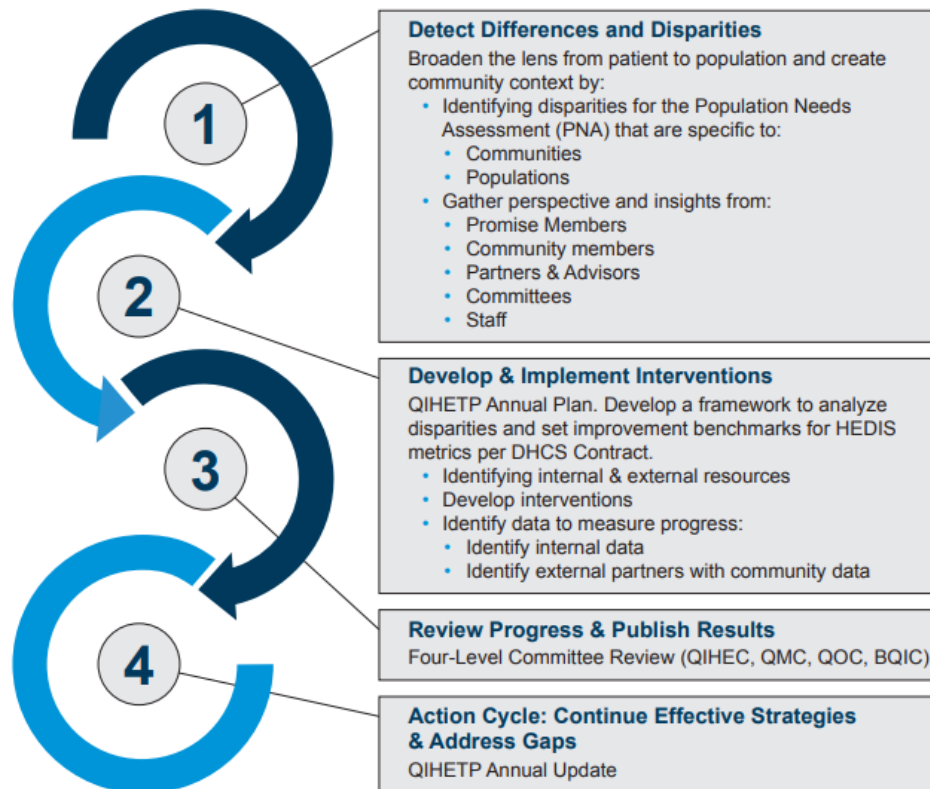 1
Detect Differences and Disparities
Broaden the lens from patient to population and create
community context by:
• Identifying disparities for the Population Needs
Assessment (PNA) that are specific to:
• Communities
• Populations
• Gather perspective and insights from:
• Promise Members
• Community members
• Partners & Advisors
• Committees
• Staff
2
Develop & Implement Interventions
QIHETP Annual Plan. Develop a framework to analyze
disparities and set improvement benchmarks for HEDIS
metrics per DHCS Contract.
• Identifying internal & external resources
• Develop interventions
• Identify data to measure progress:
• Identify internal data
• Identify external partners with community data
3
Review Progress & Publish Results
Four-Level Committee Review (QIHEC, QMC, QOC, BQIC)
4
Action Cycle: Continue Effective Strategies
& Address Gaps
QIHETP Annual Update